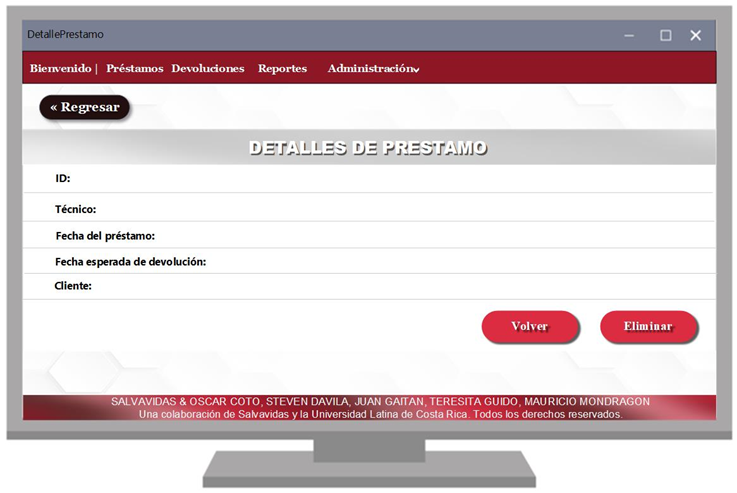 DetallePrestamo
Bienvenido | Préstamos Devoluciones Reportes Administración
« Regresar
DETALLES DE PRESTAMO
ID:
Técnico:
Fecha del préstamo:
Fecha esperada de devolución:
Cliente:
Volver Eliminar
SALVAVIDAS & OSCAR COTO, STEVEN DAVILA, JUAN GAITAN, TERESITA GUIDO, MAURICIO MONDRAGON
Una colaboración de Salvavidas y la Universidad Latina de Costa Rica. Todos los derechos reservados.